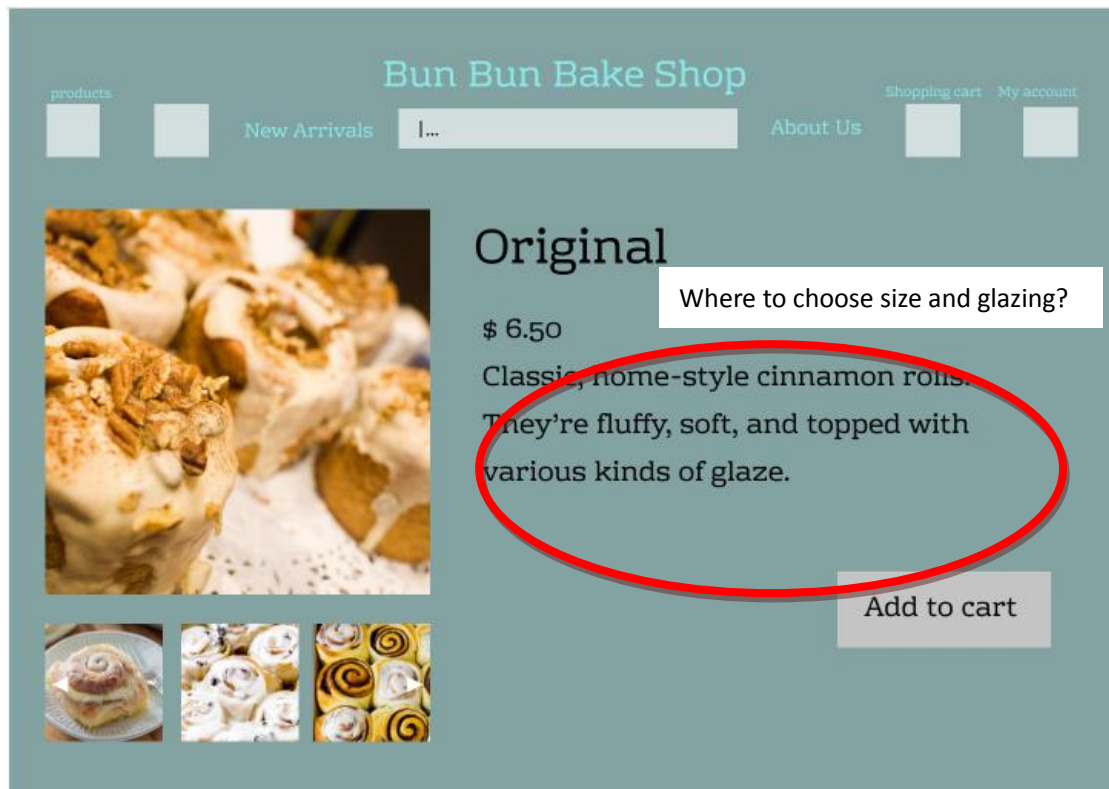 Bun Bun Bake Shop
products
Shopping cart
My account
New Arrivals
|...
About Us
Original
Where to choose size and glazing?
$ 6.50
Classic, home-style cinnamon rolls.
They're fluffy, soft, and topped with
various kinds of glaze.
Add to cart